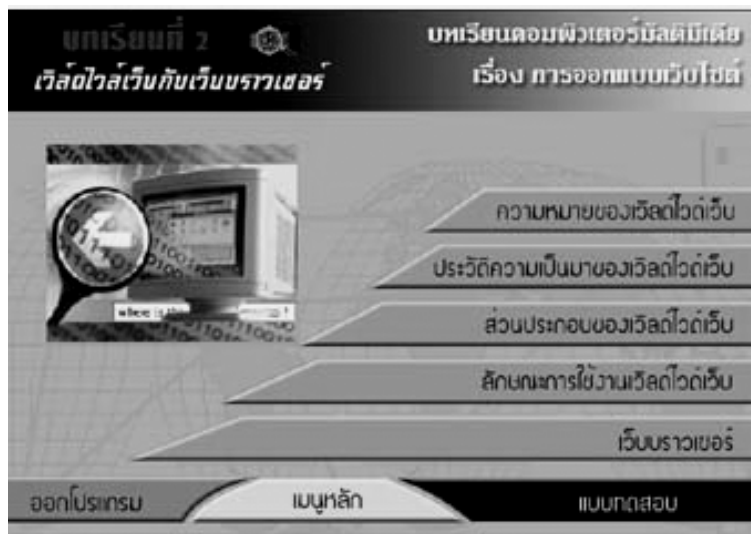 บทเรียนที่ 2
เวิล์ดไวล์เว็บกับเว็บบราวเซอร์
บทเรียนคอมพิวเตอร์มัลติมีเดีย
เรื่อง การออกแบบเว็บไซต์
where is the
ความหมายของเวิลด์ไวด์เว็บ
ประวัติความเป็นมาของเวิลด์ไวด์เว็บ
ส่วนประกอบของเวิลด์ไวด์เว็บ
ลักษณะการใช้งานเวิลด์ไวด์เว็บ
เว็บบราวเซอร์
ออกโปรแกรม
เมนูหลัก
แบบทดสอบ